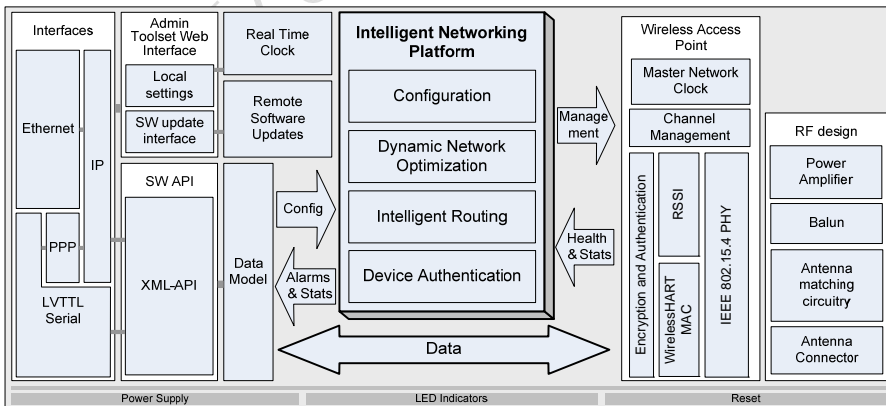 Interfaces
Ethernet
IP
PPP
LVTTL
Serial
Admin
Toolset Web
Interface
Local
settings
SW update
interface
Real Time
Clock
Remote
Software
Updates
SW API
XML-API
Data
Model
Config
Alarms
& Stats
Intelligent Networking
Platform
Configuration
Dynamic Network
Optimization
Intelligent Routing
Device Authentication
Data
Manage
ment
Health
& Stats
Wireless Access
Point
Master Network
Clock
Channel
Management
Encryption and Authentication
RSSI
WirelessHART
MAC
IEEE 802.15.4 PHY
RF design
Power
Amplifier
Balun
Antenna
matching
circuitry
Antenna
Connector
Power Supply
LED Indicators
Reset